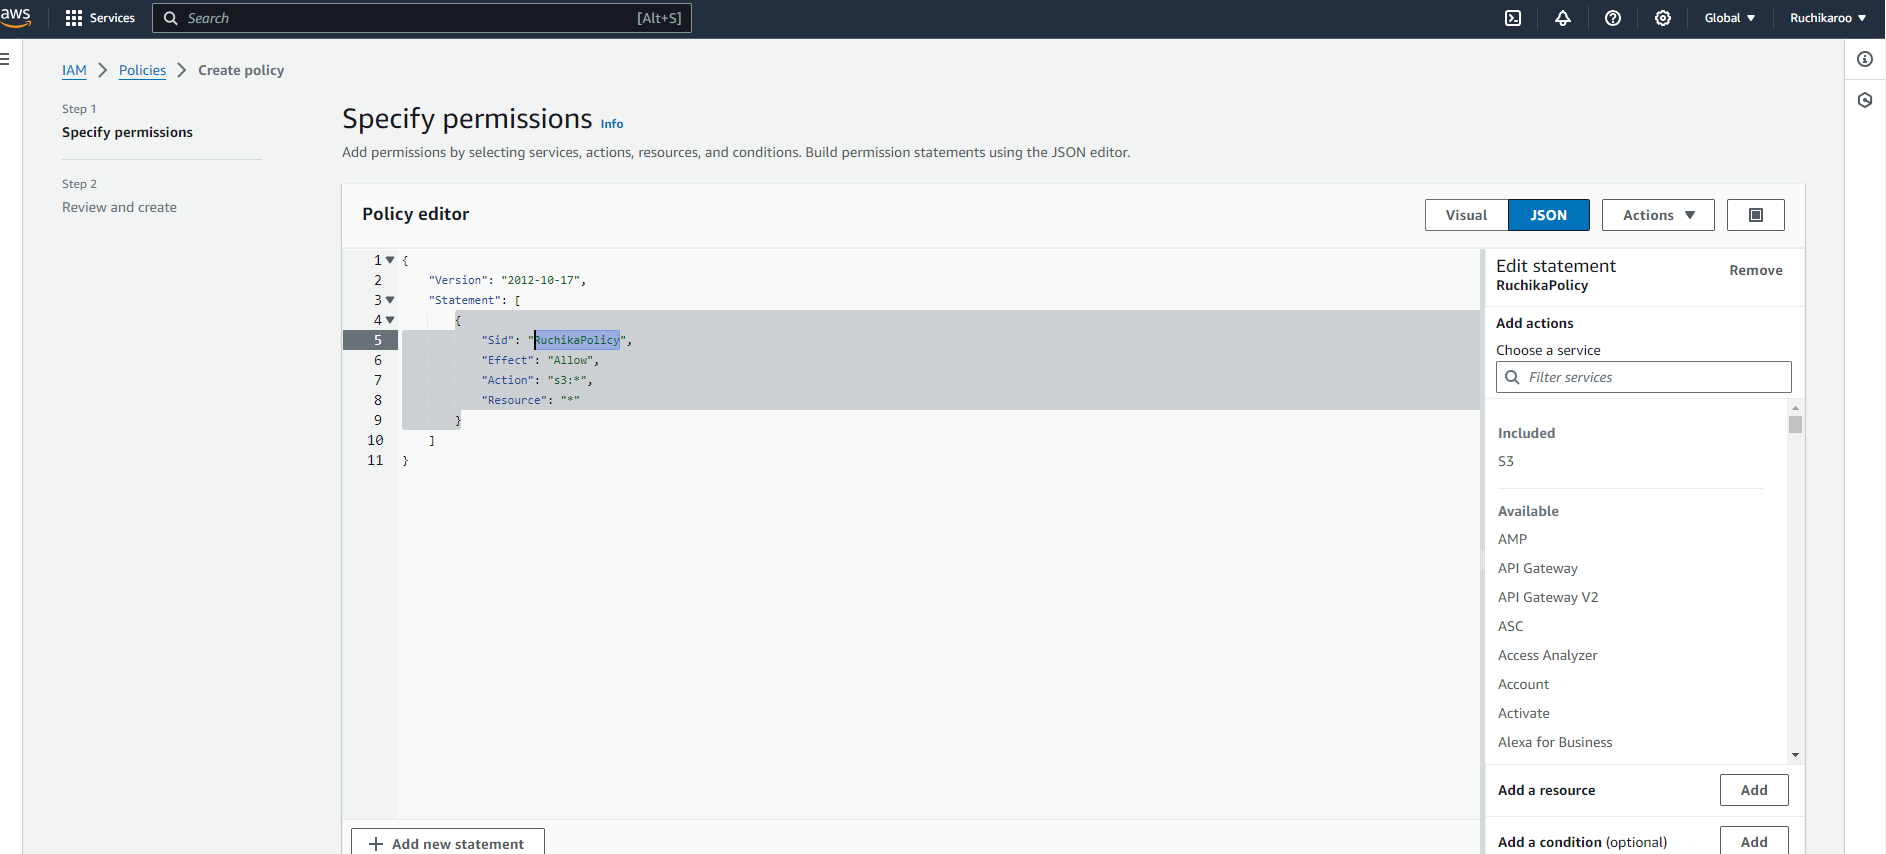 aws Services Search [Alt+S] Global Ruchikaroo
IAM Policies Create policy
Step 1
Specify permissions
Step 2
Review and create
Specify permissions Info
Add permissions by selecting services, actions, resources, and conditions. Build permission statements using the JSON editor.
Policy editor
Visual JSON Actions
1 {
2 "Version": "2012-10-17",
3 "Statement": [
4 {
5 "Sid": "RuchikaPolicy",
6 "Effect": "Allow",
7 "Action": "s3:*",
8 "Resource": "*"
9 }
10 ]
11 }
+ Add new statement
Edit statement Remove
RuchikaPolicy
Add actions
Choose a service
Filter services
Included
S3
Available
AMP
API Gateway
API Gateway V2
ASC
Access Analyzer
Account
Activate
Alexa for Business
Add a resource Add
Add a condition (optional) Add